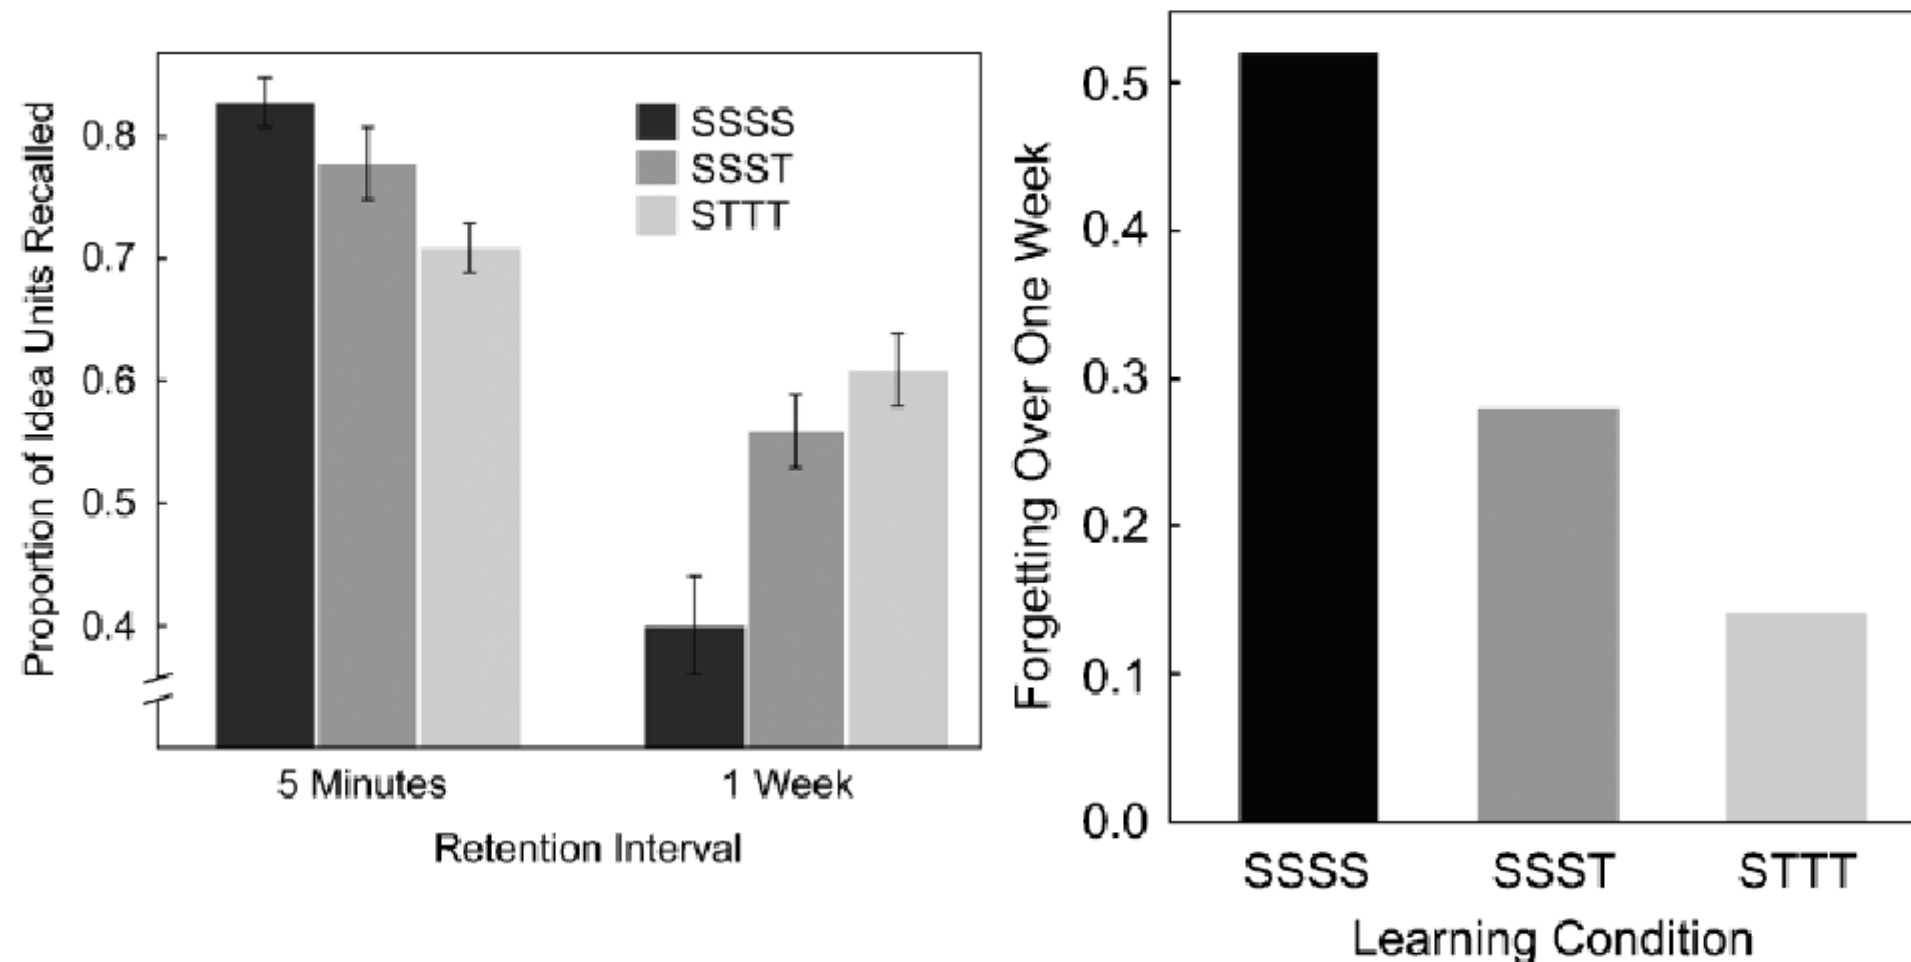 Proportion of Idea Units Recalled
0.8
0.7
0.6
0.5
0.4
SSSS
SSST
STTT
5 Minutes
1 Week
Retention Interval
Forgetting Over One Week
0.5
0.4
0.3
0.2
0.1
0.0
SSSS
SSST
STTT
Learning Condition